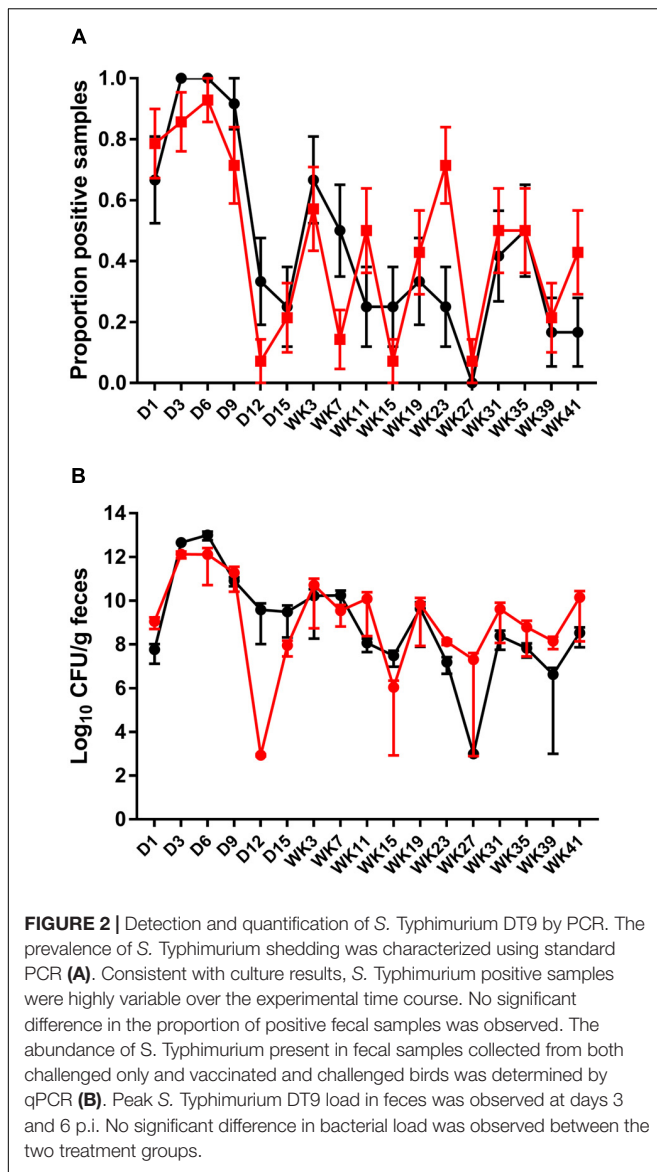 A
Proportion positive samples
1.0
0.8
0.6
0.4
0.2
0.0
D1 D3 D6 D9 D12 D15 WK3 WK7 WK11 WK15 WK19 WK23 WK27 WK31 WK35 WK39 WK41
B
Log10 CFU/g feces
14
12
10
8
6
4
2
0
D1 D3 D6 D9 D12 D15 WK3 WK7 WK11 WK15 WK19 WK23 WK27 WK31 WK35 WK39 WK41
FIGURE 2 | Detection and quantification of S. Typhimurium DT9 by PCR. The
prevalence of S. Typhimurium shedding was characterized using standard
PCR (A). Consistent with culture results, S. Typhimurium positive samples
were highly variable over the experimental time course. No significant
difference in the proportion of positive fecal samples was observed. The
abundance of S. Typhimurium present in fecal samples collected from both
challenged only and vaccinated and challenged birds was determined by
qPCR (B). Peak S. Typhimurium DT9 load in feces was observed at days 3
and 6 p.i. No significant difference in bacterial load was observed between the
two treatment groups.